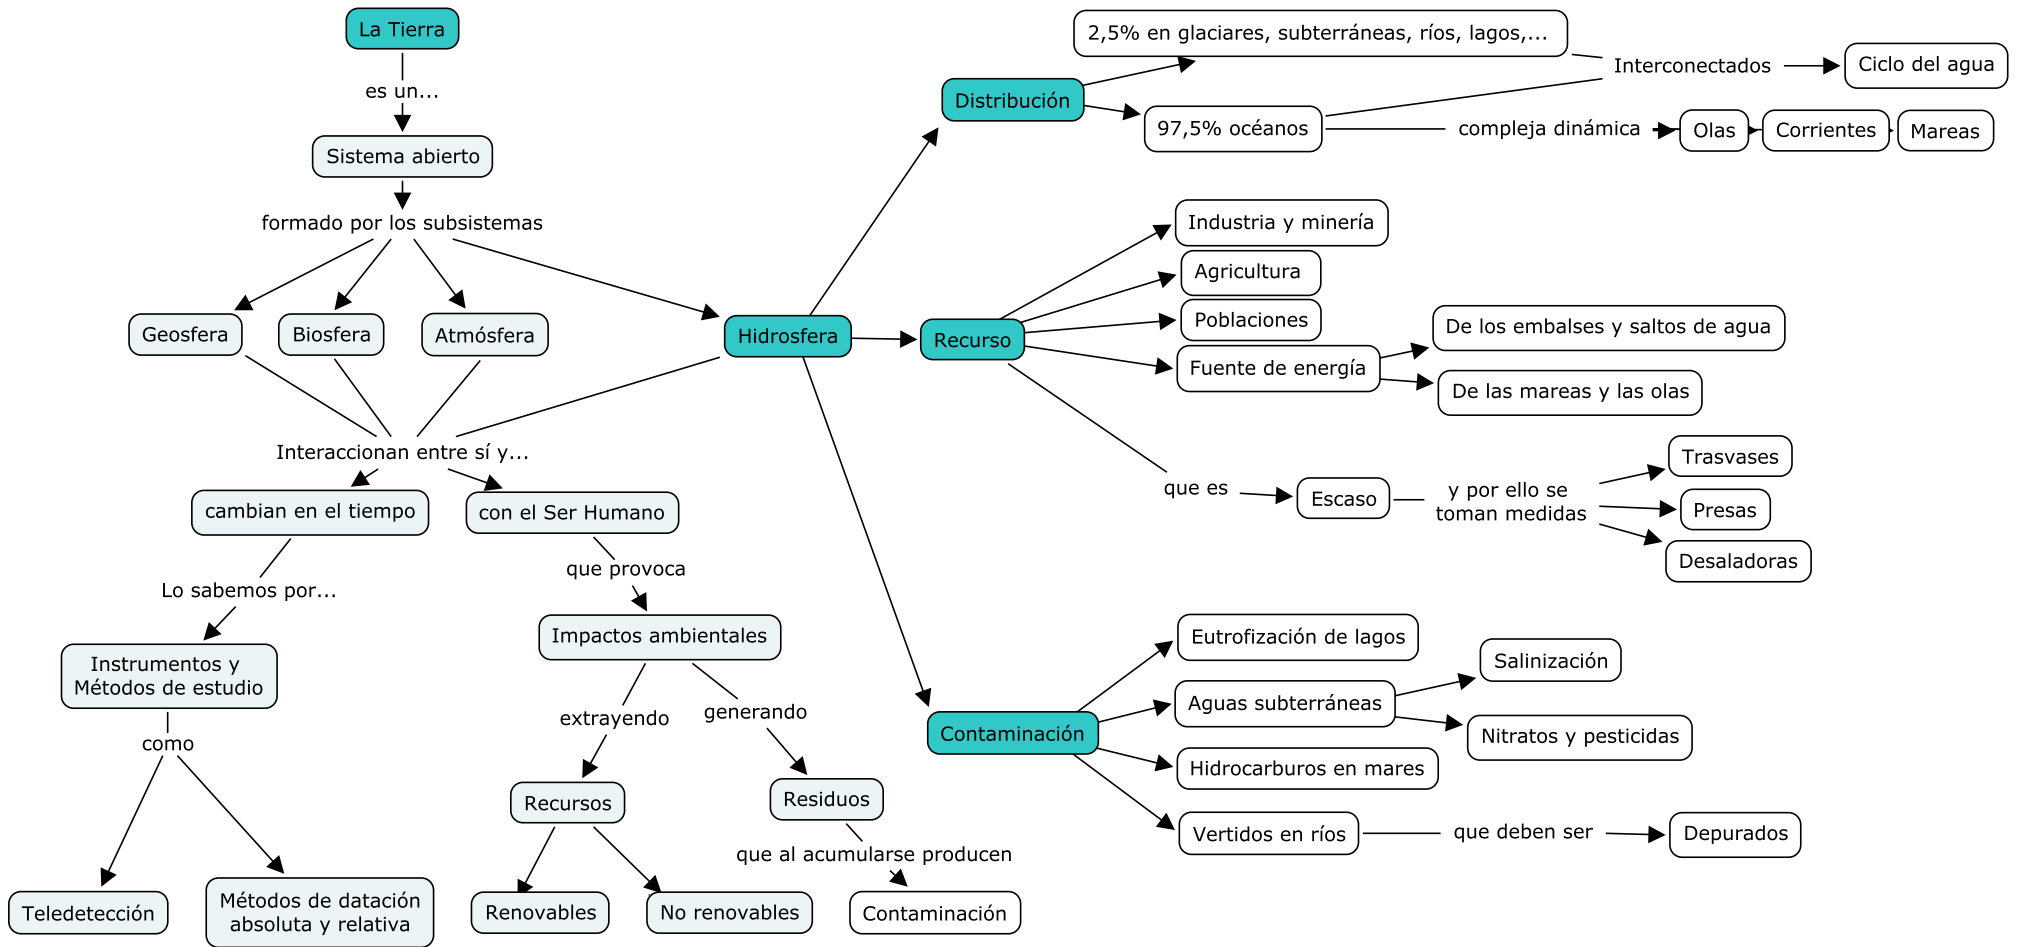 La Tierra
es un...
Sistema abierto
formado por los subsistemas
Geosfera
Biosfera
Atmósfera
Hidrosfera
Interaccionan entre sí y...
cambian en el tiempo
con el Ser Humano
Lo sabemos por...
que provoca
Instrumentos y
Métodos de estudio
Impactos ambientales
como
extrayendo
generando
Recursos
Residuos
que al acumularse producen
Teledetección
Métodos de datación
absoluta y relativa
Renovables
No renovables
Contaminación
Distribución
2,5% en glaciares, subterráneas, ríos, lagos,...
97,5% océanos
Interconectados
Ciclo del agua
compleja dinámica
Olas
Corrientes
Mareas
Recurso
Industria y minería
Agricultura
Poblaciones
Fuente de energía
De los embalses y saltos de agua
De las mareas y las olas
que es
Escaso
y por ello se
toman medidas
Trasvases
Presas
Desaladoras
Contaminación
Eutrofización de lagos
Aguas subterráneas
Salinización
Nitratos y pesticidas
Hidrocarburos en mares
Vertidos en ríos
que deben ser
Depurados